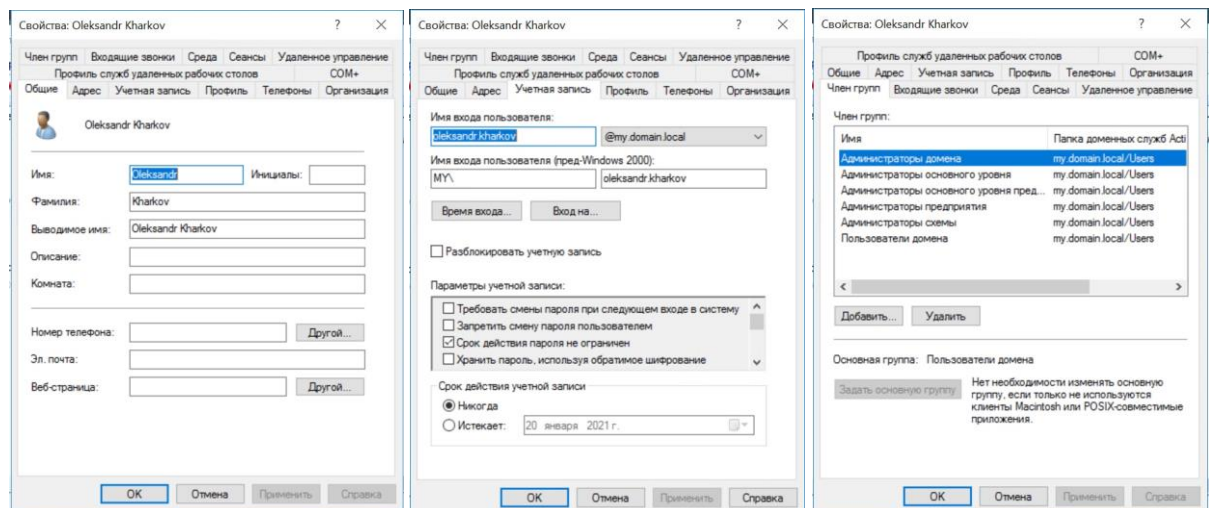 Свойства: Oleksandr Kharkov
Член групп Входящие звонки Среда Сеансы Удаленное управление
Профиль служб удаленных рабочих столов COM+
Общие Адрес Учетная запись Профиль Телефоны Организация
Oleksandr Kharkov
Имя: Oleksandr Инициалы:
Фамилия: Kharkov
Выводимое имя: Oleksandr Kharkov
Описание:
Комната:
Номер телефона: Другой...
Эл. почта:
Веб-страница: Другой...
OK Отмена Применить Справка
Свойства: Oleksandr Kharkov
Член групп Входящие звонки Среда Сеансы Удаленное управление
Профиль служб удаленных рабочих столов COM+
Общие Адрес Учетная запись Профиль Телефоны Организация
Имя входа пользователя:
oleksandr.kharkov @my.domain.local
Имя входа пользователя (пред-Windows 2000):
MY\ oleksandr.kharkov
Время входа... Вход на...
Разблокировать учетную запись
Параметры учетной записи:
Требовать смены пароля при следующем входе в систему
Запретить смену пароля пользователем
Срок действия пароля не ограничен
Хранить пароль, используя обратимое шифрование
Срок действия учетной записи
Никогда
Истекает: 20 января 2021 г.
OK Отмена Применить Справка
Свойства: Oleksandr Kharkov
Профиль служб удаленных рабочих столов COM+
Общие Адрес Учетная запись Профиль Телефоны Организация
Член групп Входящие звонки Среда Сеансы Удаленное управление
Член групп:
Имя Папка доменных служб Acti
Администраторы домена my.domain.local/Users
Администраторы основного уровня my.domain.local/Users
Администраторы основного уровня пред... my.domain.local/Users
Администраторы предприятия my.domain.local/Users
Администраторы схемы my.domain.local/Users
Пользователи домена my.domain.local/Users
Добавить... Удалить
Основная группа: Пользователи домена
Задать основную группу
Нет необходимости изменять основную
группу, если только не используются
клиенты Macintosh или POSIX-совместимые
приложения.
OK Отмена Применить Справка